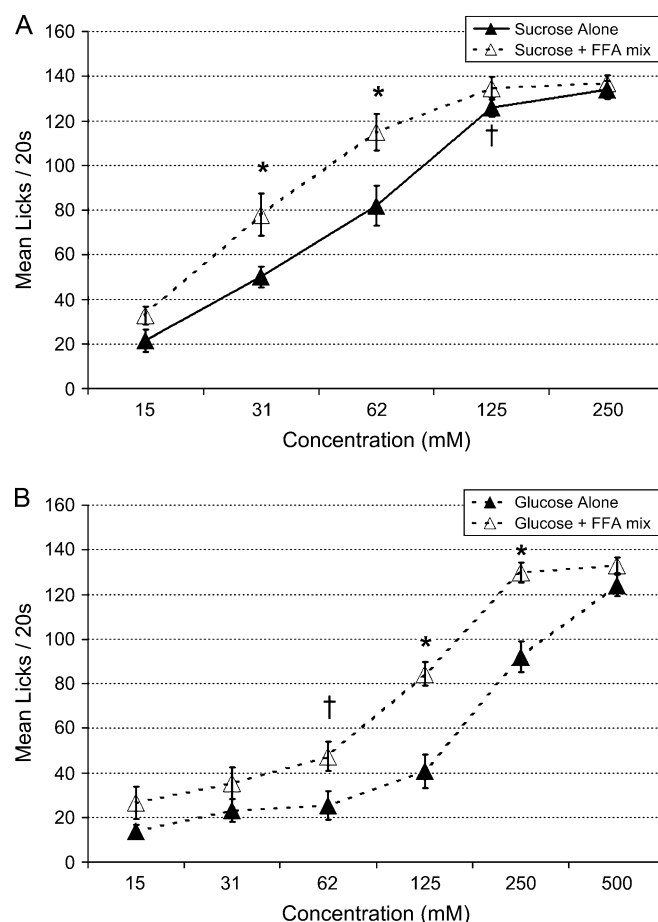 A
160
140
120
100
80
60
40
20
0
Mean Licks / 20s
Sucrose Alone
Sucrose + FFA mix
*
*
†
15 31 62 125 250
Concentration (mM)
B
160
140
120
100
80
60
40
20
0
Mean Licks / 20s
Glucose Alone
Glucose + FFA mix
*
*
†
15 31 62 125 250 500
Concentration (mM)